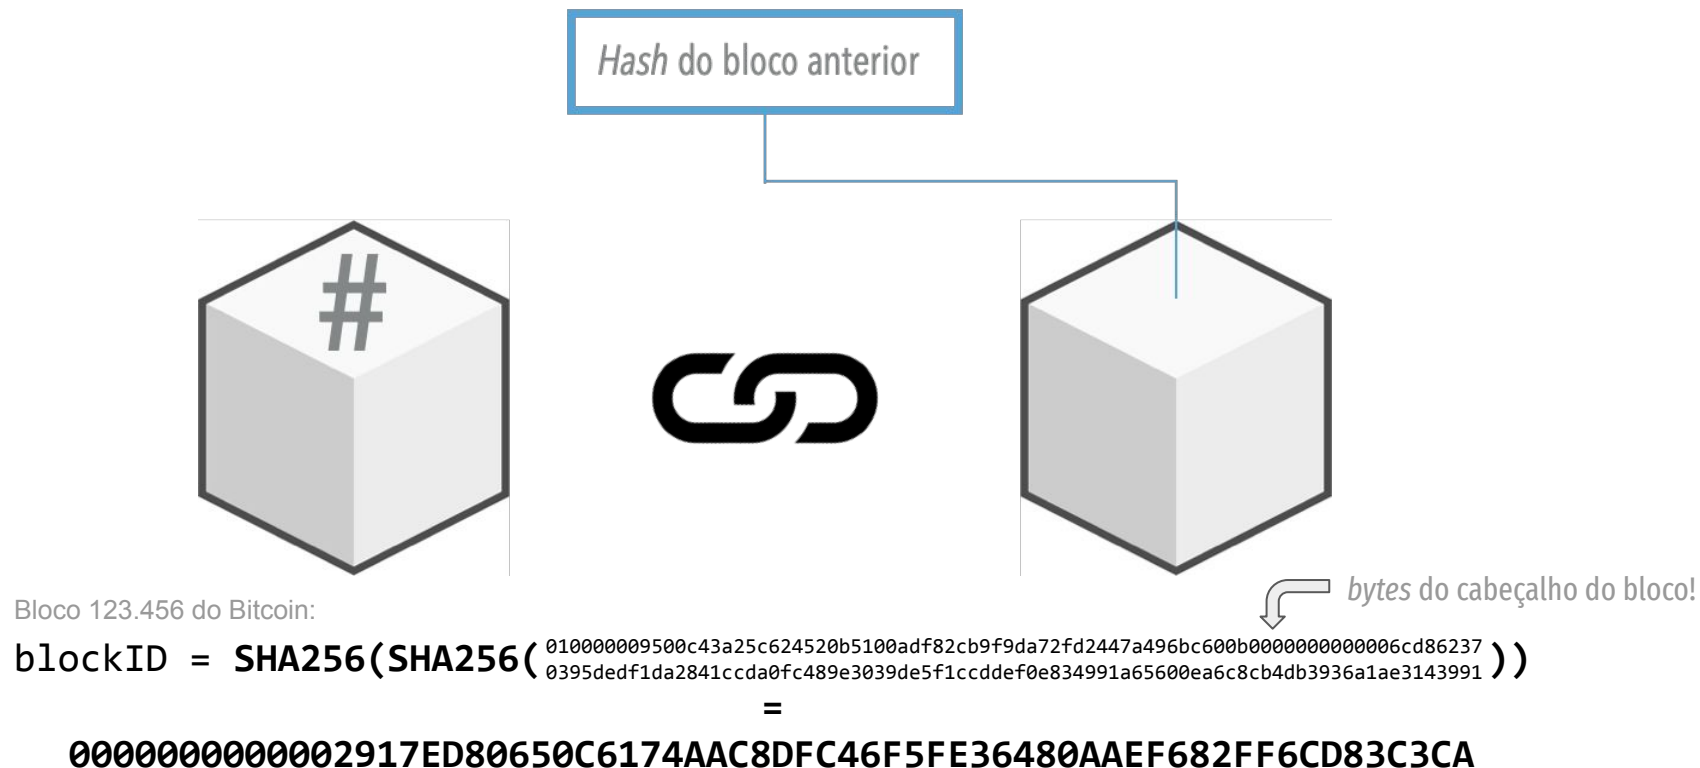 Hash do bloco anterior
#
bytes do cabeçalho do bloco!
Bloco 123.456 do Bitcoin:
blockID = SHA256(SHA256( 010000009500c43a25c624520b5100adf82cb9f9da72fd2447a496bc600b0000000000006cd86237
0395dedf1da2841ccda0fc489e3039de5f1ccddef0e834991a65600ea6c8cb4db3936a1ae3143991 ))
=
0000000000002917ED80650C6174AAC8DFC46F5FE36480AAEF682FF6CD83C3CA